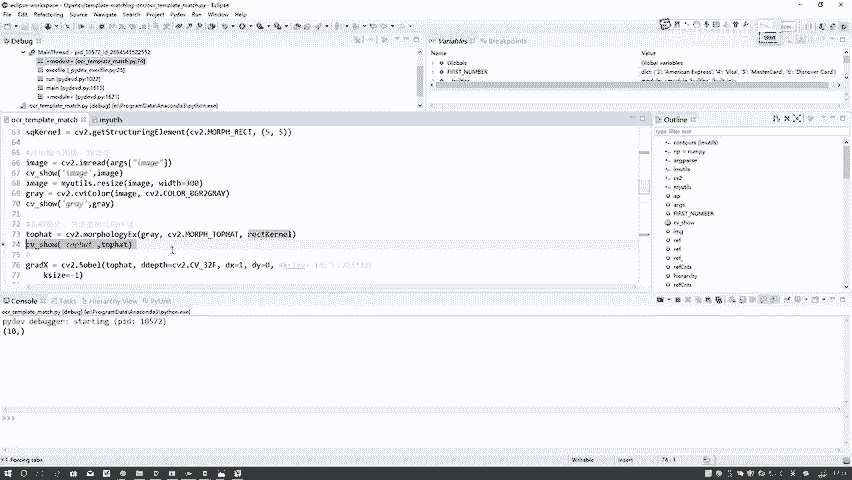 eclipse-workspace - Opencv/template-matching-ocr/ocr_template_match.py - Eclipse
File Edit Refactoring Source Navigate Search Project Pydev Run Window Help
Debug
MainThread - pid_10572_id_2684541522552
<module> [ocr_template_match.py:74]
execfile [_pydev_execfile.py:25]
run [pydevd.py:1022]
main [pydevd.py:1615]
<module> [pydevd.py:1621]
ocr_template_match.py [debug] [e:\ProgramData\Anaconda3\python.exe]
Variables
Breakpoints
Name
Value
Globals
Global variables
FIRST_NUMBER
dict: {'3': 'American Express', '4': 'Visa', '5': 'MasterCard', '6': 'Discover Card'}
ocr_template_match
myutils
63 sqKernel = cv2.getStructuringElement(cv2.MORPH_RECT, (5, 5))
64
65
66 image = cv2.imread(args["image"])
67 cv_show('image',image)
68 image = myutils.resize(image, width=300)
69 gray = cv2.cvtColor(image, cv2.COLOR_BGR2GRAY)
70 cv_show('gray',gray)
71
72
73 tophat = cv2.morphologyEx(gray, cv2.MORPH_TOPHAT, rectKernel)
74 cv_show('tophat',tophat)
75 #
76 gradX = cv2.Sobel(tophat, ddepth=cv2.CV_32F, dx=1, dy=0,
77 ksize=-1)
Outline
type filter text
contours (imutils)
np = numpy
argparse
imutils
cv2
myutils
ap
args
FIRST_NUMBER
cv_show
img
ref
ref
ref_
refCnts
hierarchy
refCnts
Console
Tasks
Hierarchy View
PyUnit
ocr_template_match.py [debug] [e:\ProgramData\Anaconda3\python.exe]
pydev debugger: starting (pid: 10572)
(10,)
>>>
Forcing tabs
Writable
Insert
74 : 1